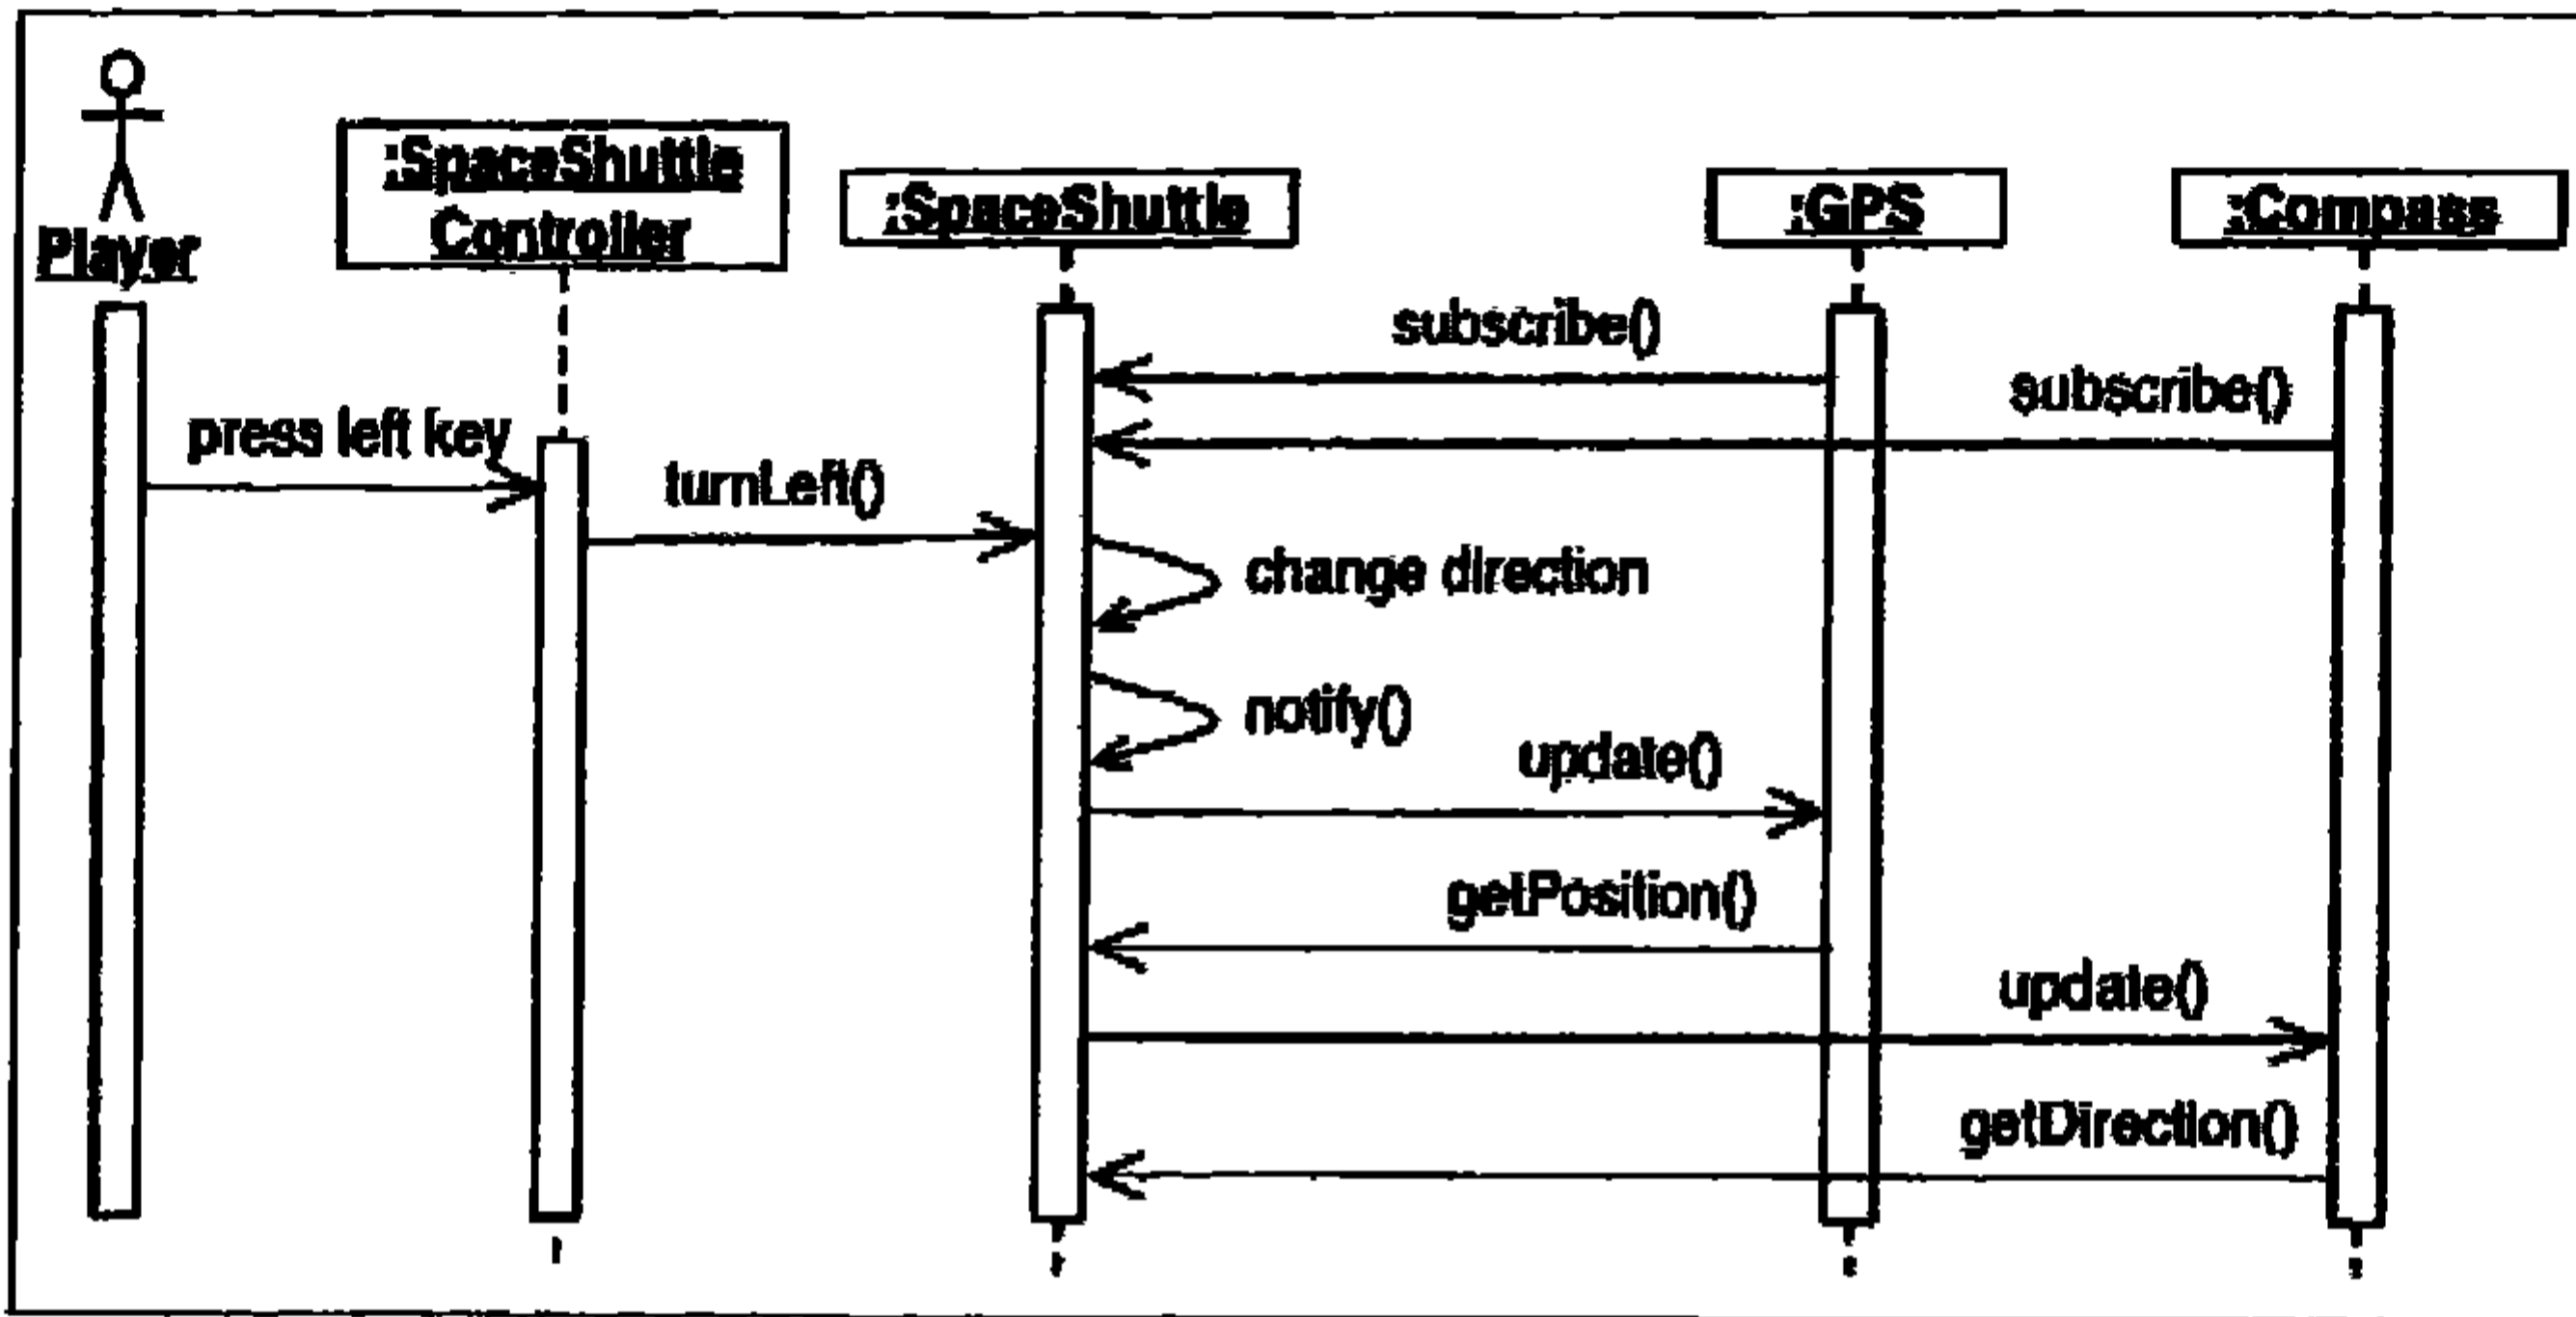 Player
:SpaceShuttle
Controller
:SpaceShuttle
:GPS
:Compass
subscribe()
subscribe()
press left key
turnLeft()
change direction
notify()
update()
getPosition()
update()
getDirection()